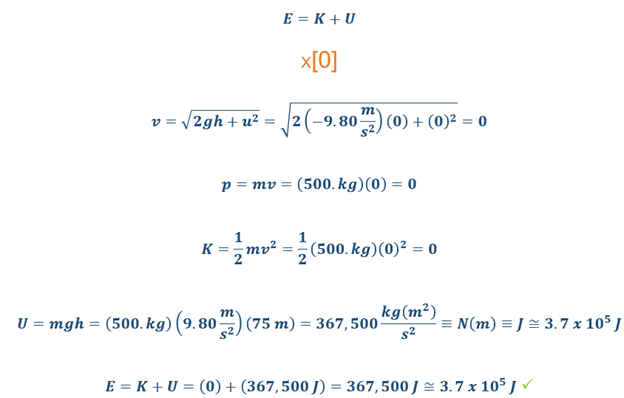 E = K + U
x[0]
v = √(2gh + u²) = √(2(−9.80 m/s²)(0) + (0)²) = 0
p = mv = (500. kg)(0) = 0
K = 1/2 mv² = 1/2 (500. kg)(0)² = 0
U = mgh = (500. kg)(9.80 m/s²)(75 m) = 367,500 kg(m²)/s² ≡ N(m) ≡ J ≅ 3.7 x 10⁵ J
E = K + U = (0) + (367,500 J) = 367,500 J ≅ 3.7 x 10⁵ J ✓